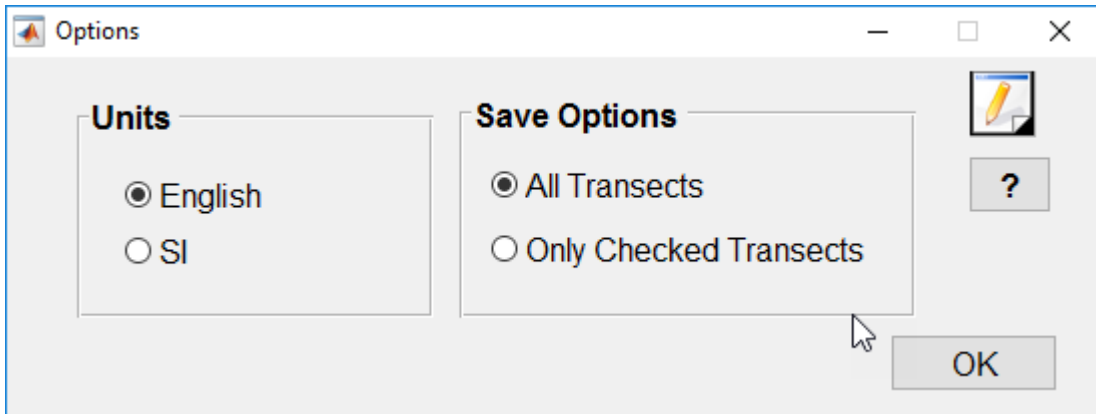 Options
Units
English
SI
Save Options
All Transects
Only Checked Transects
?
OK